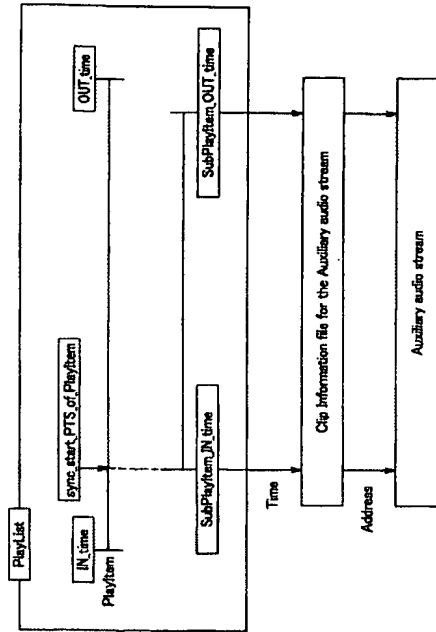 PlayList
IN_time
sync_start_PTS_of_PlayItem
OUT_time
PlayItem
SubPlayItem_IN_time
SubPlayItem_OUT_time
Time
Clip Information file for the Auxiliary audio stream
Address
Auxiliary audio stream